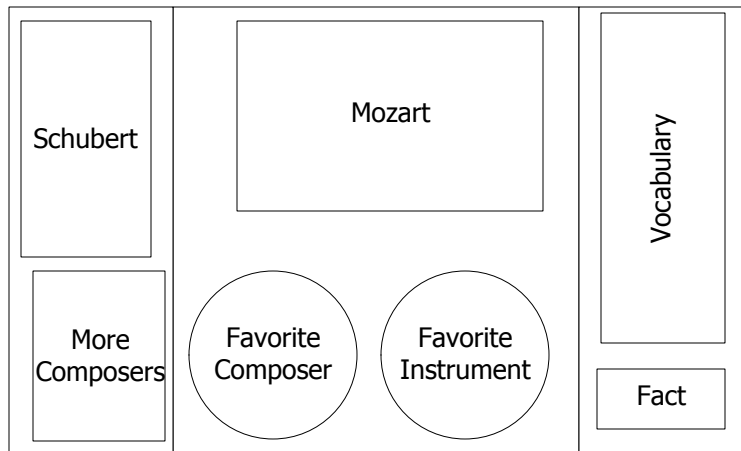 Schubert
More
Composers
Mozart
Favorite
Composer
Favorite
Instrument
Vocabulary
Fact